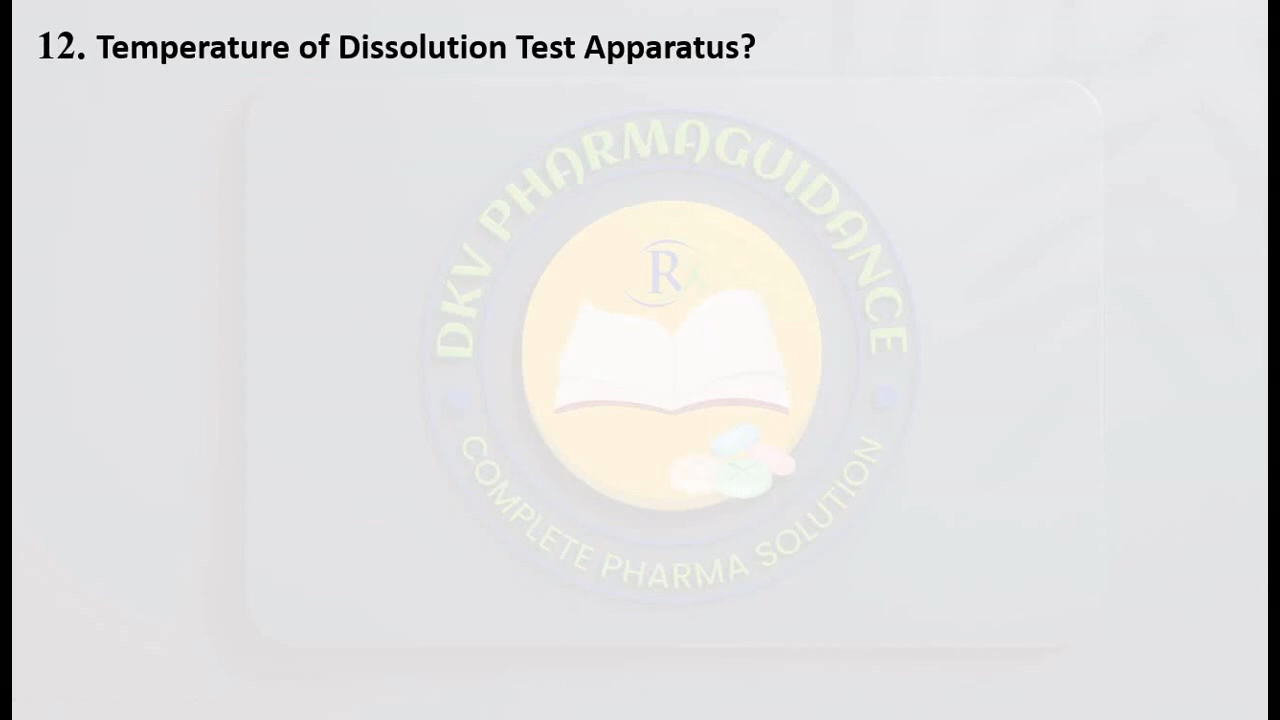 12. Temperature of Dissolution Test Apparatus?
DKV PHARMAGUIDANCE
R
COMPLETE PHARMA SOLUTION